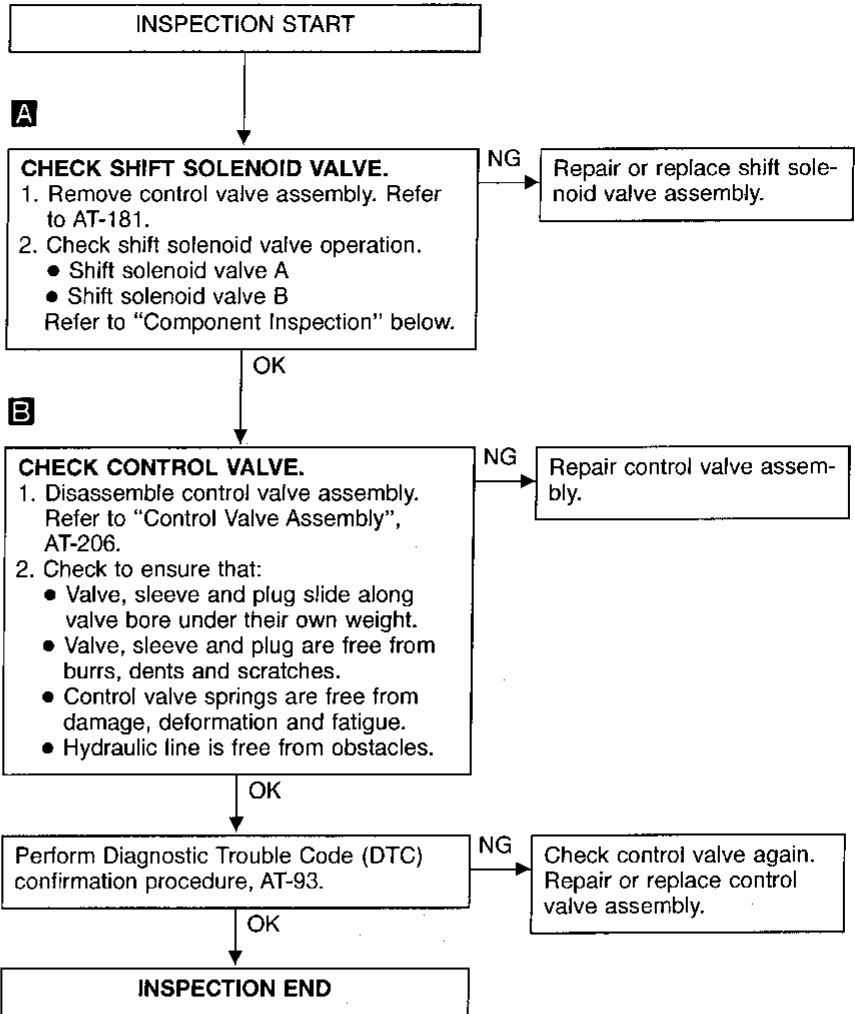 INSPECTION START
A
CHECK SHIFT SOLENOID VALVE.
1. Remove control valve assembly. Refer
to AT-181.
2. Check shift solenoid valve operation.
● Shift solenoid valve A
● Shift solenoid valve B
Refer to “Component Inspection” below.
NG
Repair or replace shift sole-
noid valve assembly.
OK
B
CHECK CONTROL VALVE.
1. Disassemble control valve assembly.
Refer to “Control Valve Assembly”,
AT-206.
2. Check to ensure that:
● Valve, sleeve and plug slide along
valve bore under their own weight.
● Valve, sleeve and plug are free from
burrs, dents and scratches.
● Control valve springs are free from
damage, deformation and fatigue.
● Hydraulic line is free from obstacles.
NG
Repair control valve assem-
bly.
OK
Perform Diagnostic Trouble Code (DTC)
confirmation procedure, AT-93.
NG
Check control valve again.
Repair or replace control
valve assembly.
OK
INSPECTION END